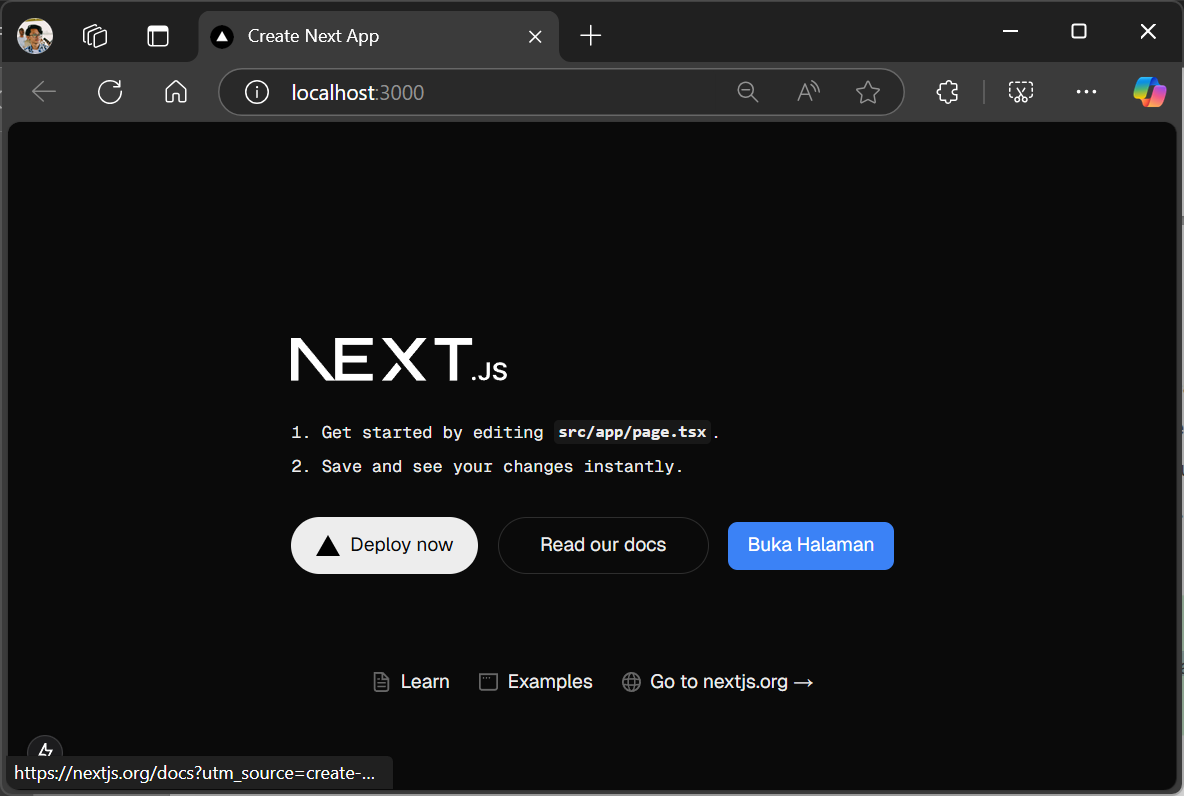 Create Next App
localhost:3000
NEXT.JS
1. Get started by editing src/app/page.tsx.
2. Save and see your changes instantly.
Deploy now Read our docs Buka Halaman
Learn Examples Go to nextjs.org →
https://nextjs.org/docs?utm_source=create-...